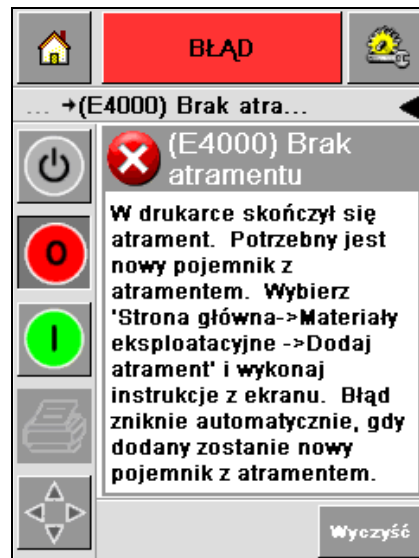 BŁĄD
... →(E4000) Brak atra...
(E4000) Brak
atramentu
W drukarce skończył się
atrament. Potrzebny jest
nowy pojemnik z
atramentem. Wybierz
'Strona główna->Materiały
eksploatacyjne ->Dodaj
atrament' i wykonaj
instrukcje z ekranu. Błąd
zniknie automatycznie, gdy
dodany zostanie nowy
pojemnik z atramentem.
Wyczyść